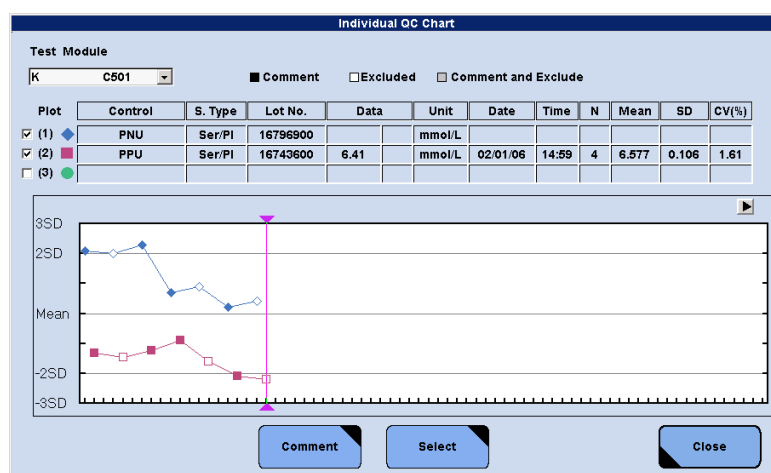 Individual QC Chart
Test Module
K C501
Comment Excluded Comment and Exclude
Plot Control S. Type Lot No. Data Unit Date Time N Mean SD CV(%)
(1) PNU Ser/Pl 16796900 mmol/L
(2) PPU Ser/Pl 16743600 6.41 mmol/L 02/01/06 14:59 4 6.577 0.106 1.61
(3)
3SD
2SD
Mean
-2SD
-3SD
Comment Select Close